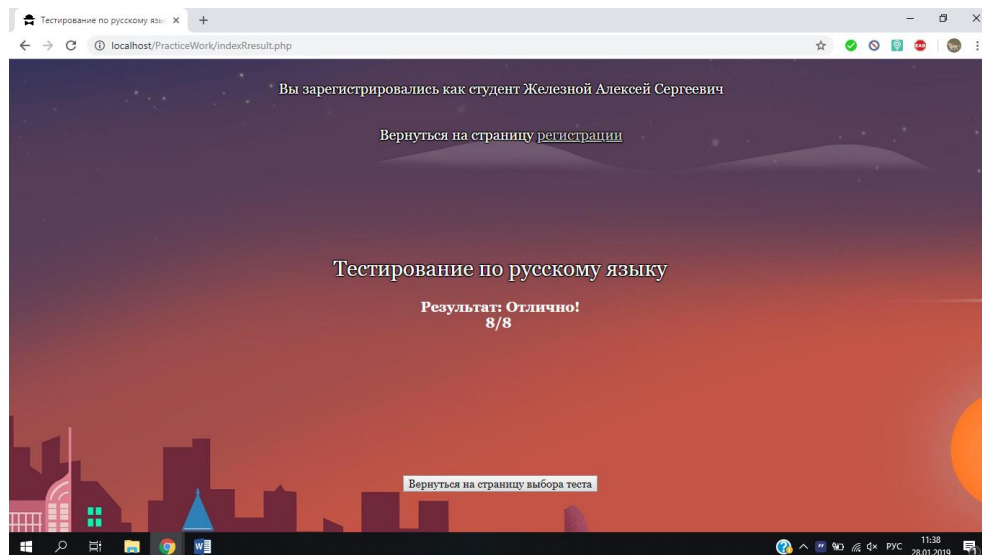 Тестирование по русскому язы
localhost/PracticeWork/indexRresult.php
Вы зарегистрировались как студент Железной Алексей Сергеевич
Вернуться на страницу регистрации
Тестирование по русскому языку
Результат: Отлично!
8/8
Вернуться на страницу выбора теста
РУС
11:38
28.01.2019